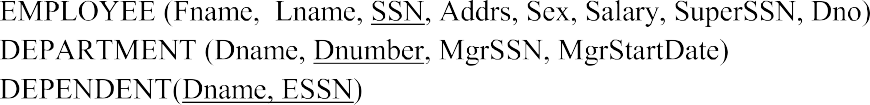 EMPLOYEE (Fname, Lname, SSN, Addrs, Sex, Salary, SuperSSN, Dno)
DEPARTMENT (Dname, Dnumber, MgrSSN, MgrStartDate)
DEPENDENT(Dname, ESSN)